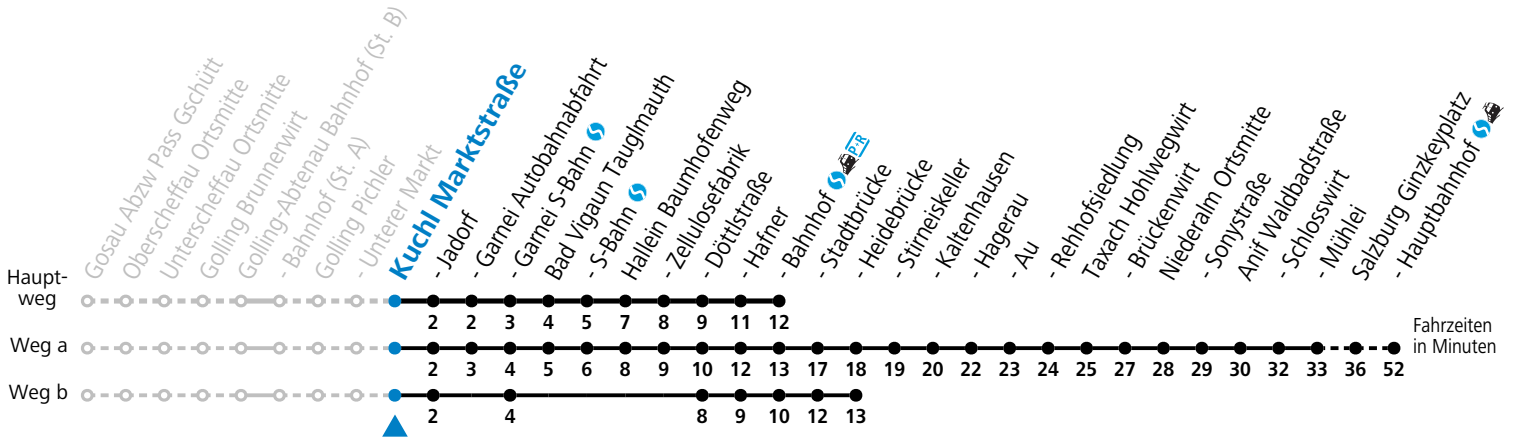 Gosau Abzw Pass Gschütt
Oberscheffau Ortsmitte
Unterscheffau Ortsmitte
Golling Brunnerwirt
Golling-Abtenau Bahnhof (St. B)
- Bahnhof (St. A)
Golling Pichler
- Unterer Markt
Kuchl Marktstraße
- Jadorf
- Garnei Autobahnabfahrt
- Garnei S-Bahn
Bad Vigaun Tauglmauth
- S-Bahn
Hallein Baumhofenweg
- Zellulosefabrik
- Döttlstraße
- Hafner
- Bahnhof P+R
- Stadtbrücke
- Heidebrücke
- Stirneiskeller
- Kaltenhausen
- Hagerau
- Au
- Rehhofsiedlung
Taxach Hohlwegwirt
- Brückenwirt
Niederalm Ortsmitte
- Sonystraße
Anif Waldbadstraße
- Schlosswirt
- Mühlei
Salzburg Ginzkeyplatz
- Hauptbahnhof
Haupt-
weg
2 2 3 4 5 7 8 9 11 12
Weg a
2 3 4 5 6 8 9 10 12 13 17 18 19 20 22 23 24 25 27 28 29 30 32 33 36 52
Fahrzeiten
in Minuten
Weg b
2 4 8 9 10 12 13